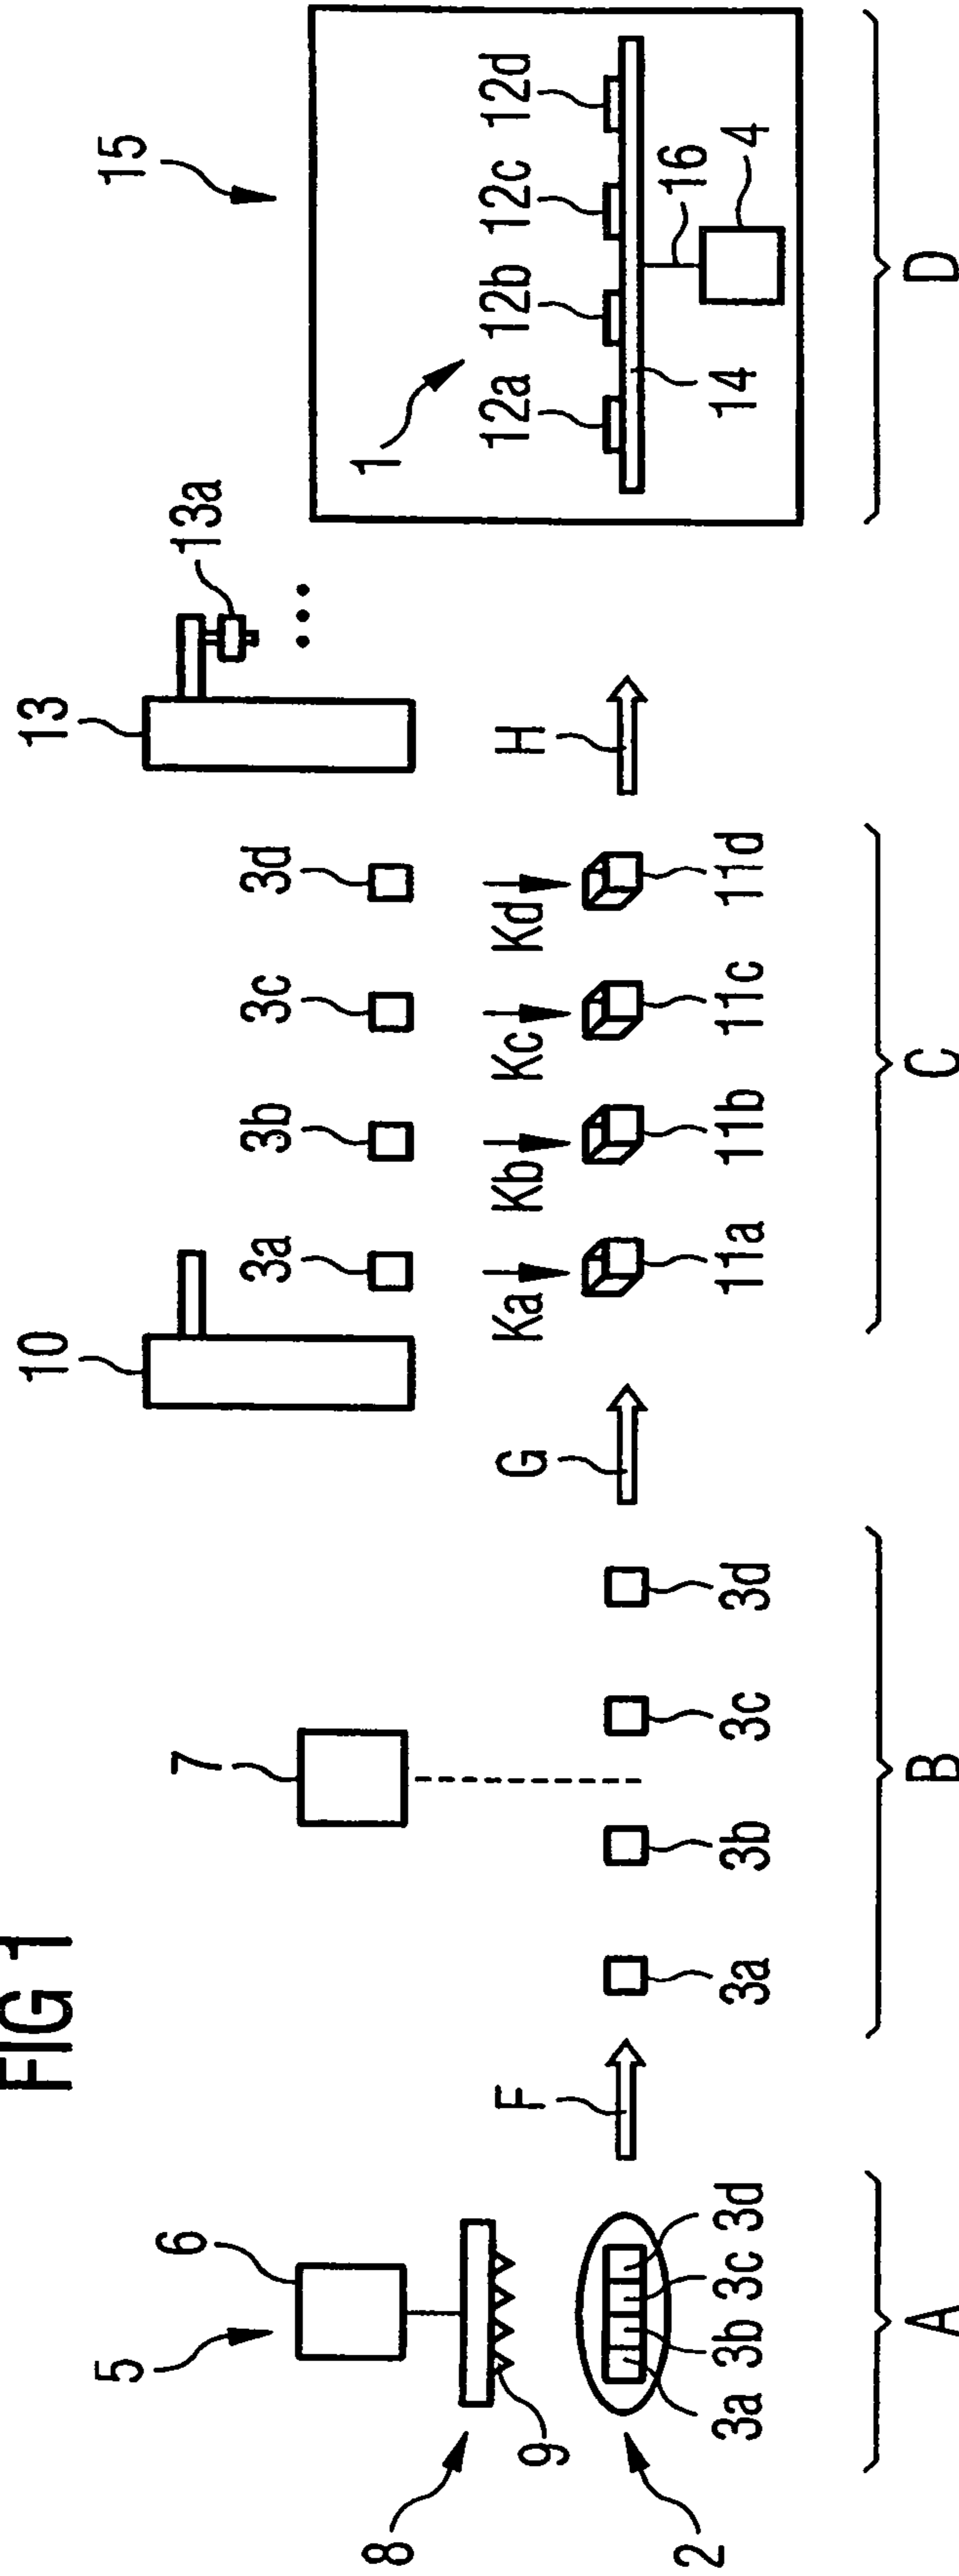 FIG 1
5
6
8
9
2
3a 3b 3c 3d
A
F
7
3a 3b 3c 3d
B
G
10
3a 3b 3c 3d
Ka Kb Kc Kd
11a 11b 11c 11d
C
H
13
13a
15
1
12a 12b 12c 12d
14
16
4
D